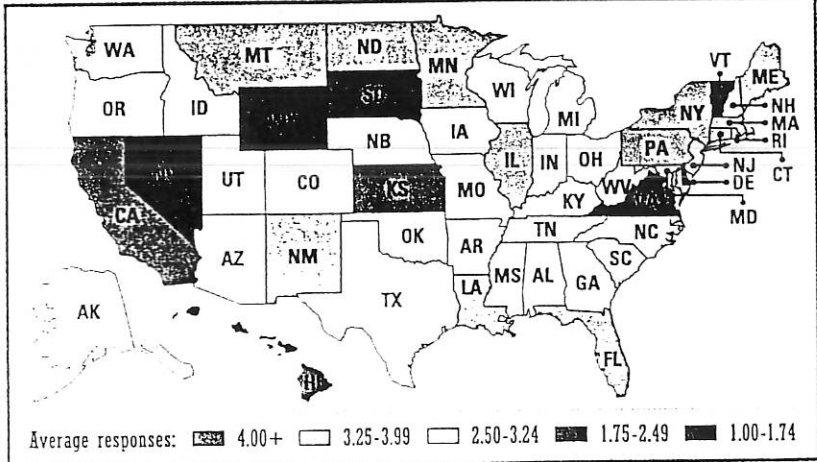 WA
MT
ND
MN
VT
ME
OR
ID
SD
WI
MI
NY
NH
MA
RI
CT
NB
IA
PA
NJ
DE
MD
UT
CO
KS
MO
IL
IN
OH
WV
VA
KY
CA
AZ
NM
OK
AR
TN
NC
SC
MS
AL
GA
LA
TX
FL
AK
HI
Average responses: 4.00+ 3.25-3.99 2.50-3.24 1.75-2.49 1.00-1.74